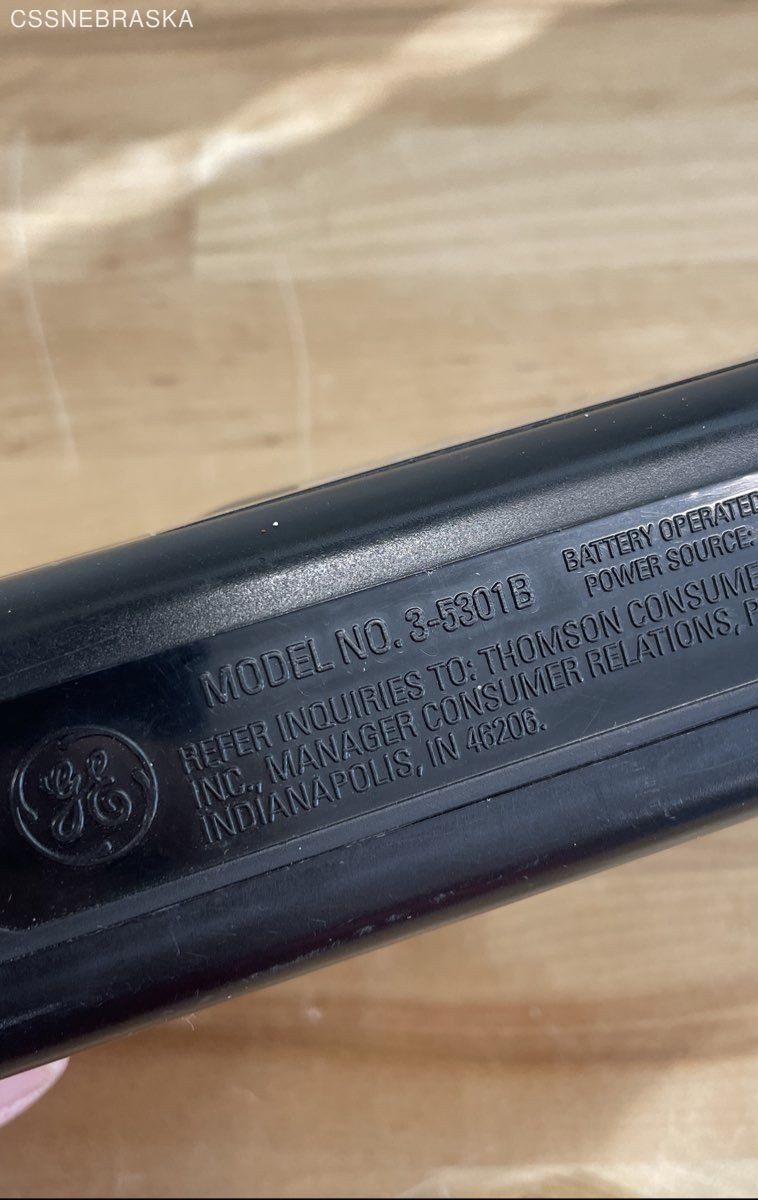 CSSNEBRASKA
BATTERY OPERATED
MODEL NO. 3-5301B POWER SOURCE:
REFER INQUIRIES TO: THOMSON CONSUME
INC., MANAGER CONSUMER RELATIONS, P
INDIANAPOLIS, IN 46206.
GE